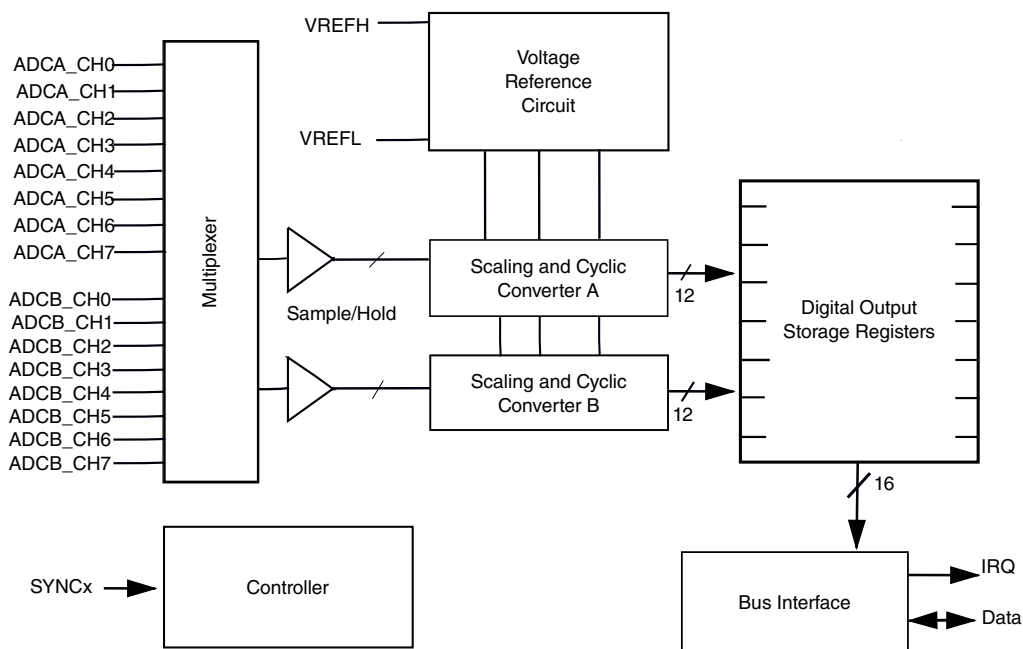 VREFH
Voltage
Reference
Circuit
VREFL
ADCA_CH0
ADCA_CH1
ADCA_CH2
ADCA_CH3
ADCA_CH4
ADCA_CH5
ADCA_CH6
ADCA_CH7
ADCB_CH0
ADCB_CH1
ADCB_CH2
ADCB_CH3
ADCB_CH4
ADCB_CH5
ADCB_CH6
ADCB_CH7
Multiplexer
Sample/Hold
Scaling and Cyclic
Converter A
12
Scaling and Cyclic
Converter B
12
Digital Output
Storage Registers
16
SYNCx
Controller
Bus Interface
IRQ
Data